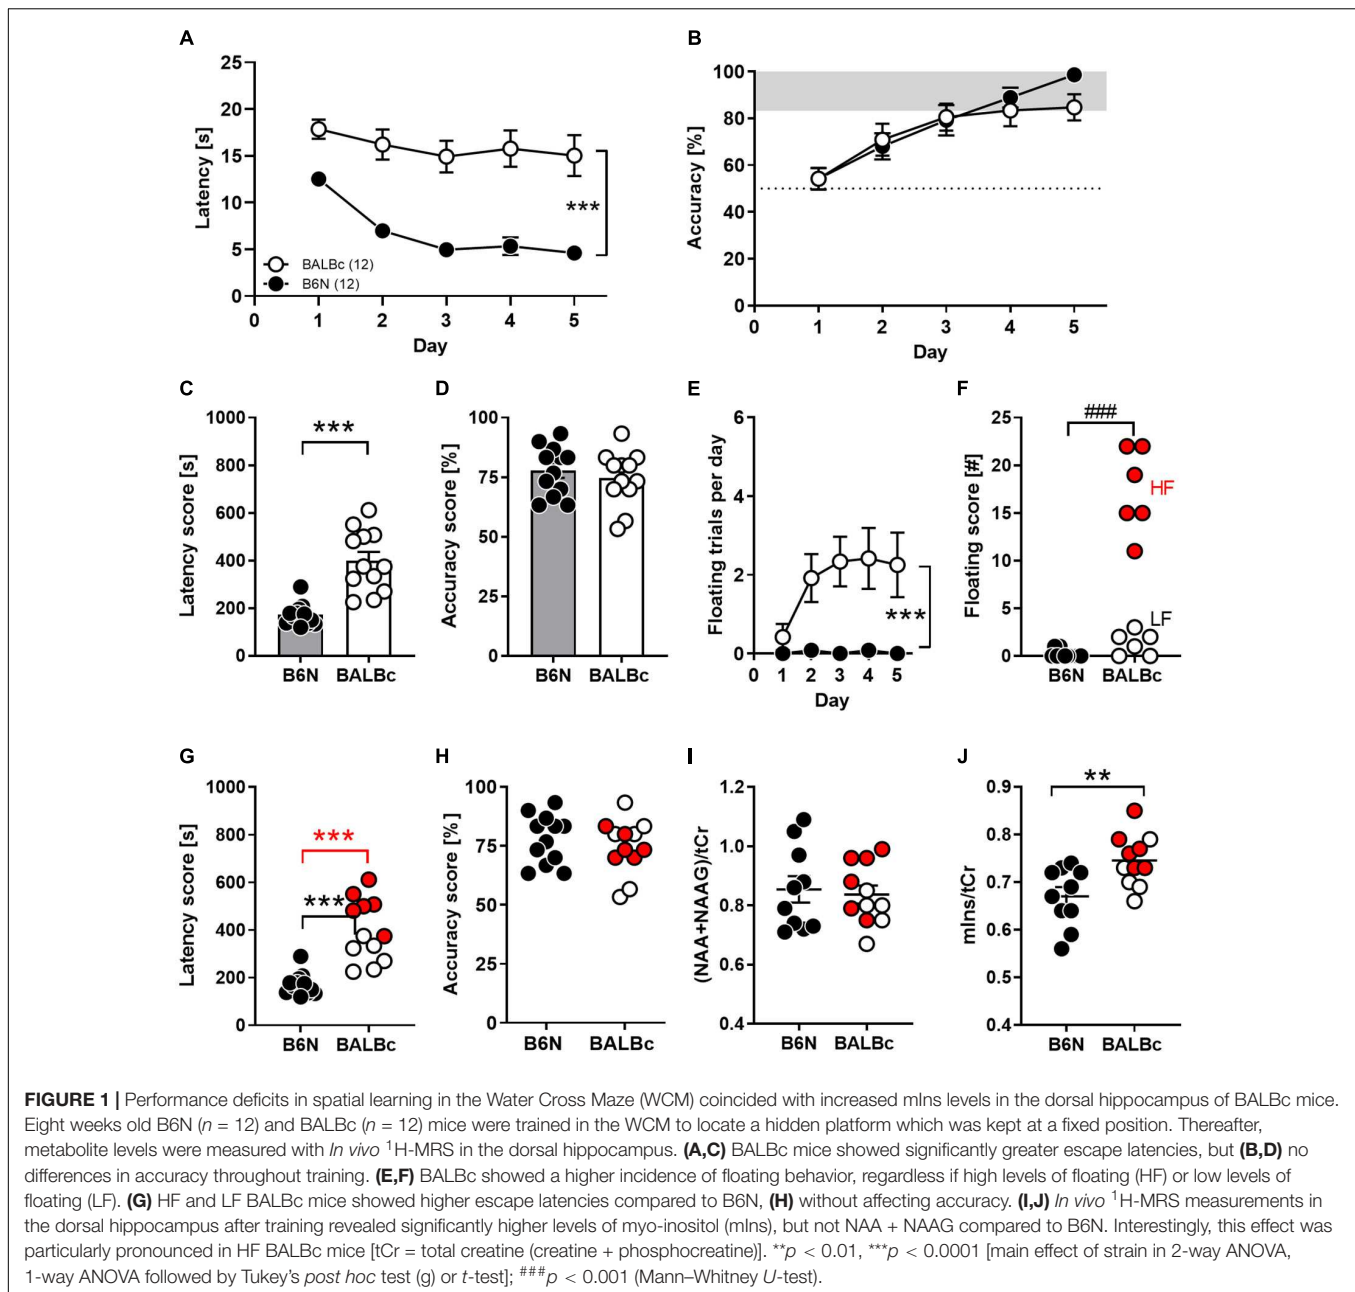 A
B
25
20
15
10
5
0
Latency [s]
***
BALBc (12)
B6N (12)
0 1 2 3 4 5
Day
100
80
60
40
20
0
Accuracy [%]
0 1 2 3 4 5
Day
C
D
E
F
1000
800
600
400
200
0
Latency score [s]
***
B6N BALBc
100
75
50
25
0
Accuracy score [%]
B6N BALBc
6
4
2
0
Floating trials per day
***
0 1 2 3 4 5
Day
25
20
15
10
5
0
Floating score [#]
###
HF
LF
B6N BALBc
G
H
I
J
1000
800
600
400
200
0
Latency score [s]
***
***
B6N BALBc
100
75
50
25
0
Accuracy score [%]
B6N BALBc
1.2
1.0
0.8
0.6
0.4
(NAA+NAAG)/tCr
B6N BALBc
0.9
0.8
0.7
0.6
0.5
0.4
mIns/tCr
**
B6N BALBc
FIGURE 1 | Performance deficits in spatial learning in the Water Cross Maze (WCM) coincided with increased mIns levels in the dorsal hippocampus of BALBc mice.
Eight weeks old B6N (n = 12) and BALBc (n = 12) mice were trained in the WCM to locate a hidden platform which was kept at a fixed position. Thereafter,
metabolite levels were measured with In vivo ¹H-MRS in the dorsal hippocampus. (A,C) BALBc mice showed significantly greater escape latencies, but (B,D) no
differences in accuracy throughout training. (E,F) BALBc showed a higher incidence of floating behavior, regardless if high levels of floating (HF) or low levels of
floating (LF). (G) HF and LF BALBc mice showed higher escape latencies compared to B6N, (H) without affecting accuracy. (I,J) In vivo ¹H-MRS measurements in
the dorsal hippocampus after training revealed significantly higher levels of myo-inositol (mIns), but not NAA + NAAG compared to B6N. Interestingly, this effect was
particularly pronounced in HF BALBc mice [tCr = total creatine (creatine + phosphocreatine)]. **p < 0.01, ***p < 0.0001 [main effect of strain in 2-way ANOVA,
1-way ANOVA followed by Tukey's post hoc test (g) or t-test]; ###p < 0.001 (Mann–Whitney U-test).